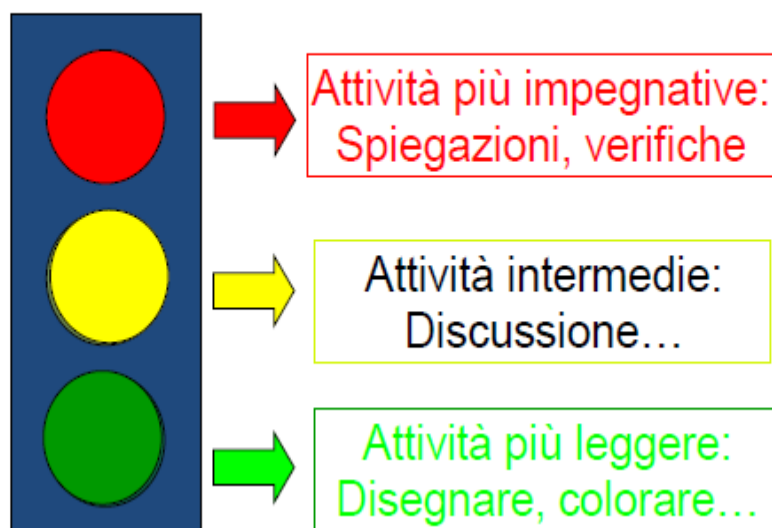 Attività più impegnative:
Spiegazioni, verifiche
Attività intermedie:
Discussione…
Attività più leggere:
Disegnare, colorare…